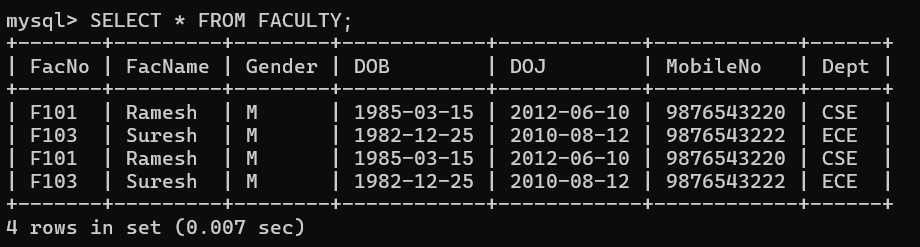 mysql> SELECT * FROM FACULTY;
+-------+---------+--------+------------+------------+------------+------+
| FacNo | FacName | Gender | DOB        | DOJ        | MobileNo   | Dept |
+-------+---------+--------+------------+------------+------------+------+
| F101  | Ramesh  | M      | 1985-03-15 | 2012-06-10 | 9876543220 | CSE  |
| F103  | Suresh  | M      | 1982-12-25 | 2010-08-12 | 9876543222 | ECE  |
| F101  | Ramesh  | M      | 1985-03-15 | 2012-06-10 | 9876543220 | CSE  |
| F103  | Suresh  | M      | 1982-12-25 | 2010-08-12 | 9876543222 | ECE  |
+-------+---------+--------+------------+------------+------------+------+
4 rows in set (0.007 sec)